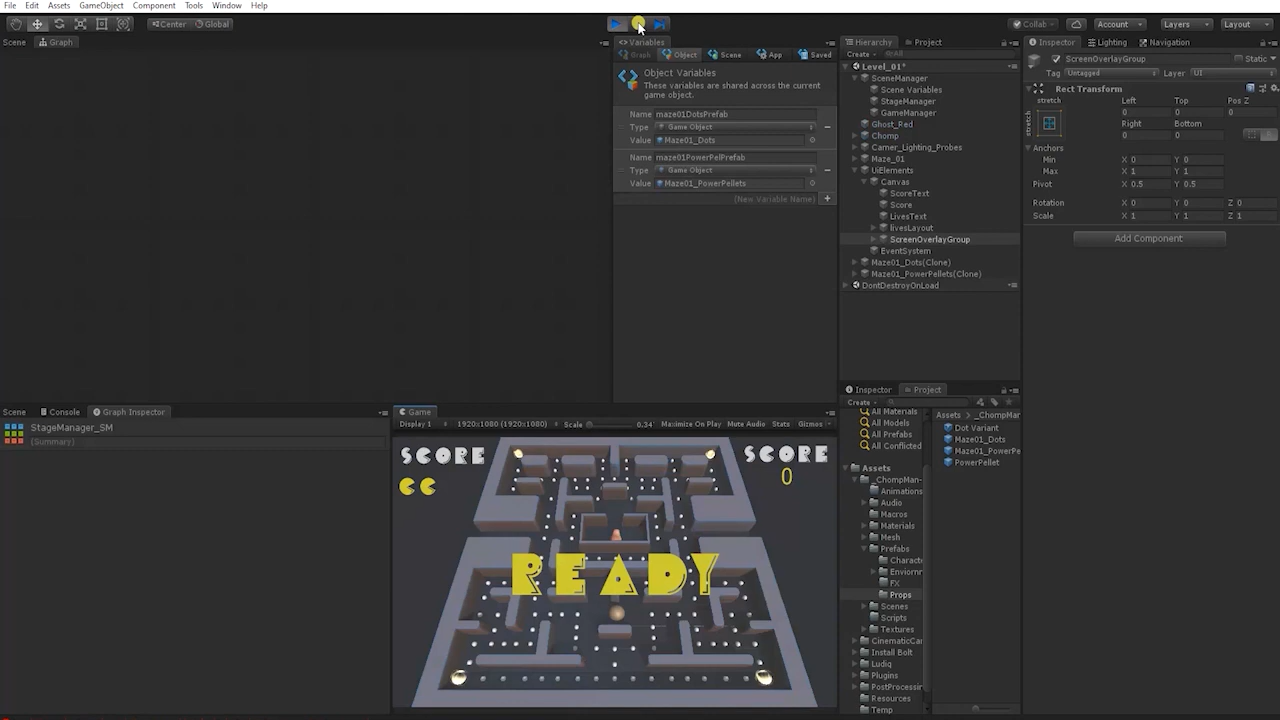 File Edit Assets GameObject Component Tools Window Help
Center Global
Collab Account Layers Layout
Scene Graph
Variables
Graph Object Scene App Saved
Object Variables
These variables are shared across the current
game object.
Name maze01DotsPrefab
Type Game Object
Value Maze01_Dots
Name maze01PowerPelPrefab
Type Game Object
Value Maze01_PowerPellets
(New Variable Name)
Hierarchy Project
Create All
Level_01*
SceneManager
Scene Variables
StageManager
GameManager
Ghost_Red
Chomp
Camer_Lighting_Probes
Maze_01
UiElements
Canvas
ScoreText
Score
LivesText
livesLayout
ScreenOverlayGroup
EventSystem
Maze01_Dots(Clone)
Maze01_PowerPellets(Clone)
DontDestroyOnLoad
Inspector Lighting Navigation
ScreenOverlayGroup Static
Tag Untagged Layer UI
Rect Transform
stretch Left Top Pos Z
stretch 0 0 0
Right Bottom
0 0
Anchors
Min X 0 Y 0
Max X 1 Y 1
Pivot X 0.5 Y 0.5
Rotation X 0 Y 0 Z 0
Scale X 1 Y 1 Z 1
Add Component
Scene Console Graph Inspector
StageManager_SM
(Summary)
Game
Display 1 1920x1080 (1920x1080) Scale 0.34 Maximize On Play Mute Audio Stats Gizmos
SCORE
SCORE
0
READY
Inspector Project
Create
All Materials
All Models
All Prefabs
All Conflicted
Assets
_ChompMan-
Animations
Audio
Macros
Materials
Mesh
Prefabs
Characte
Enviornm
FX
Props
Scenes
Scripts
Textures
CinematicCam
Install Bolt
Ludiq
Plugins
PostProcessin
Resources
Temp
Assets _ChompMar
Dot Variant
Maze01_Dots
Maze01_PowerPe
PowerPellet